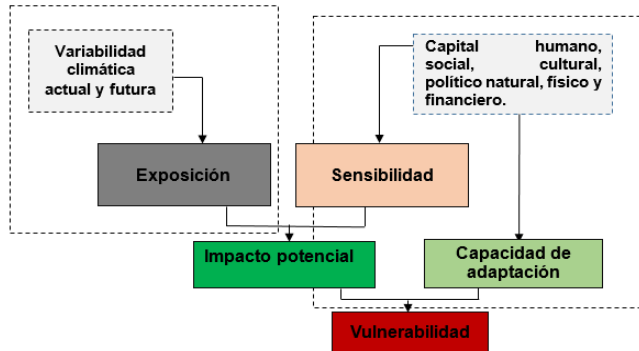 Variabilidad
climática
actual y futura
Capital humano,
social, cultural,
político natural, físico y
financiero.
Exposición
Sensibilidad
Impacto potencial
Capacidad de
adaptación
Vulnerabilidad